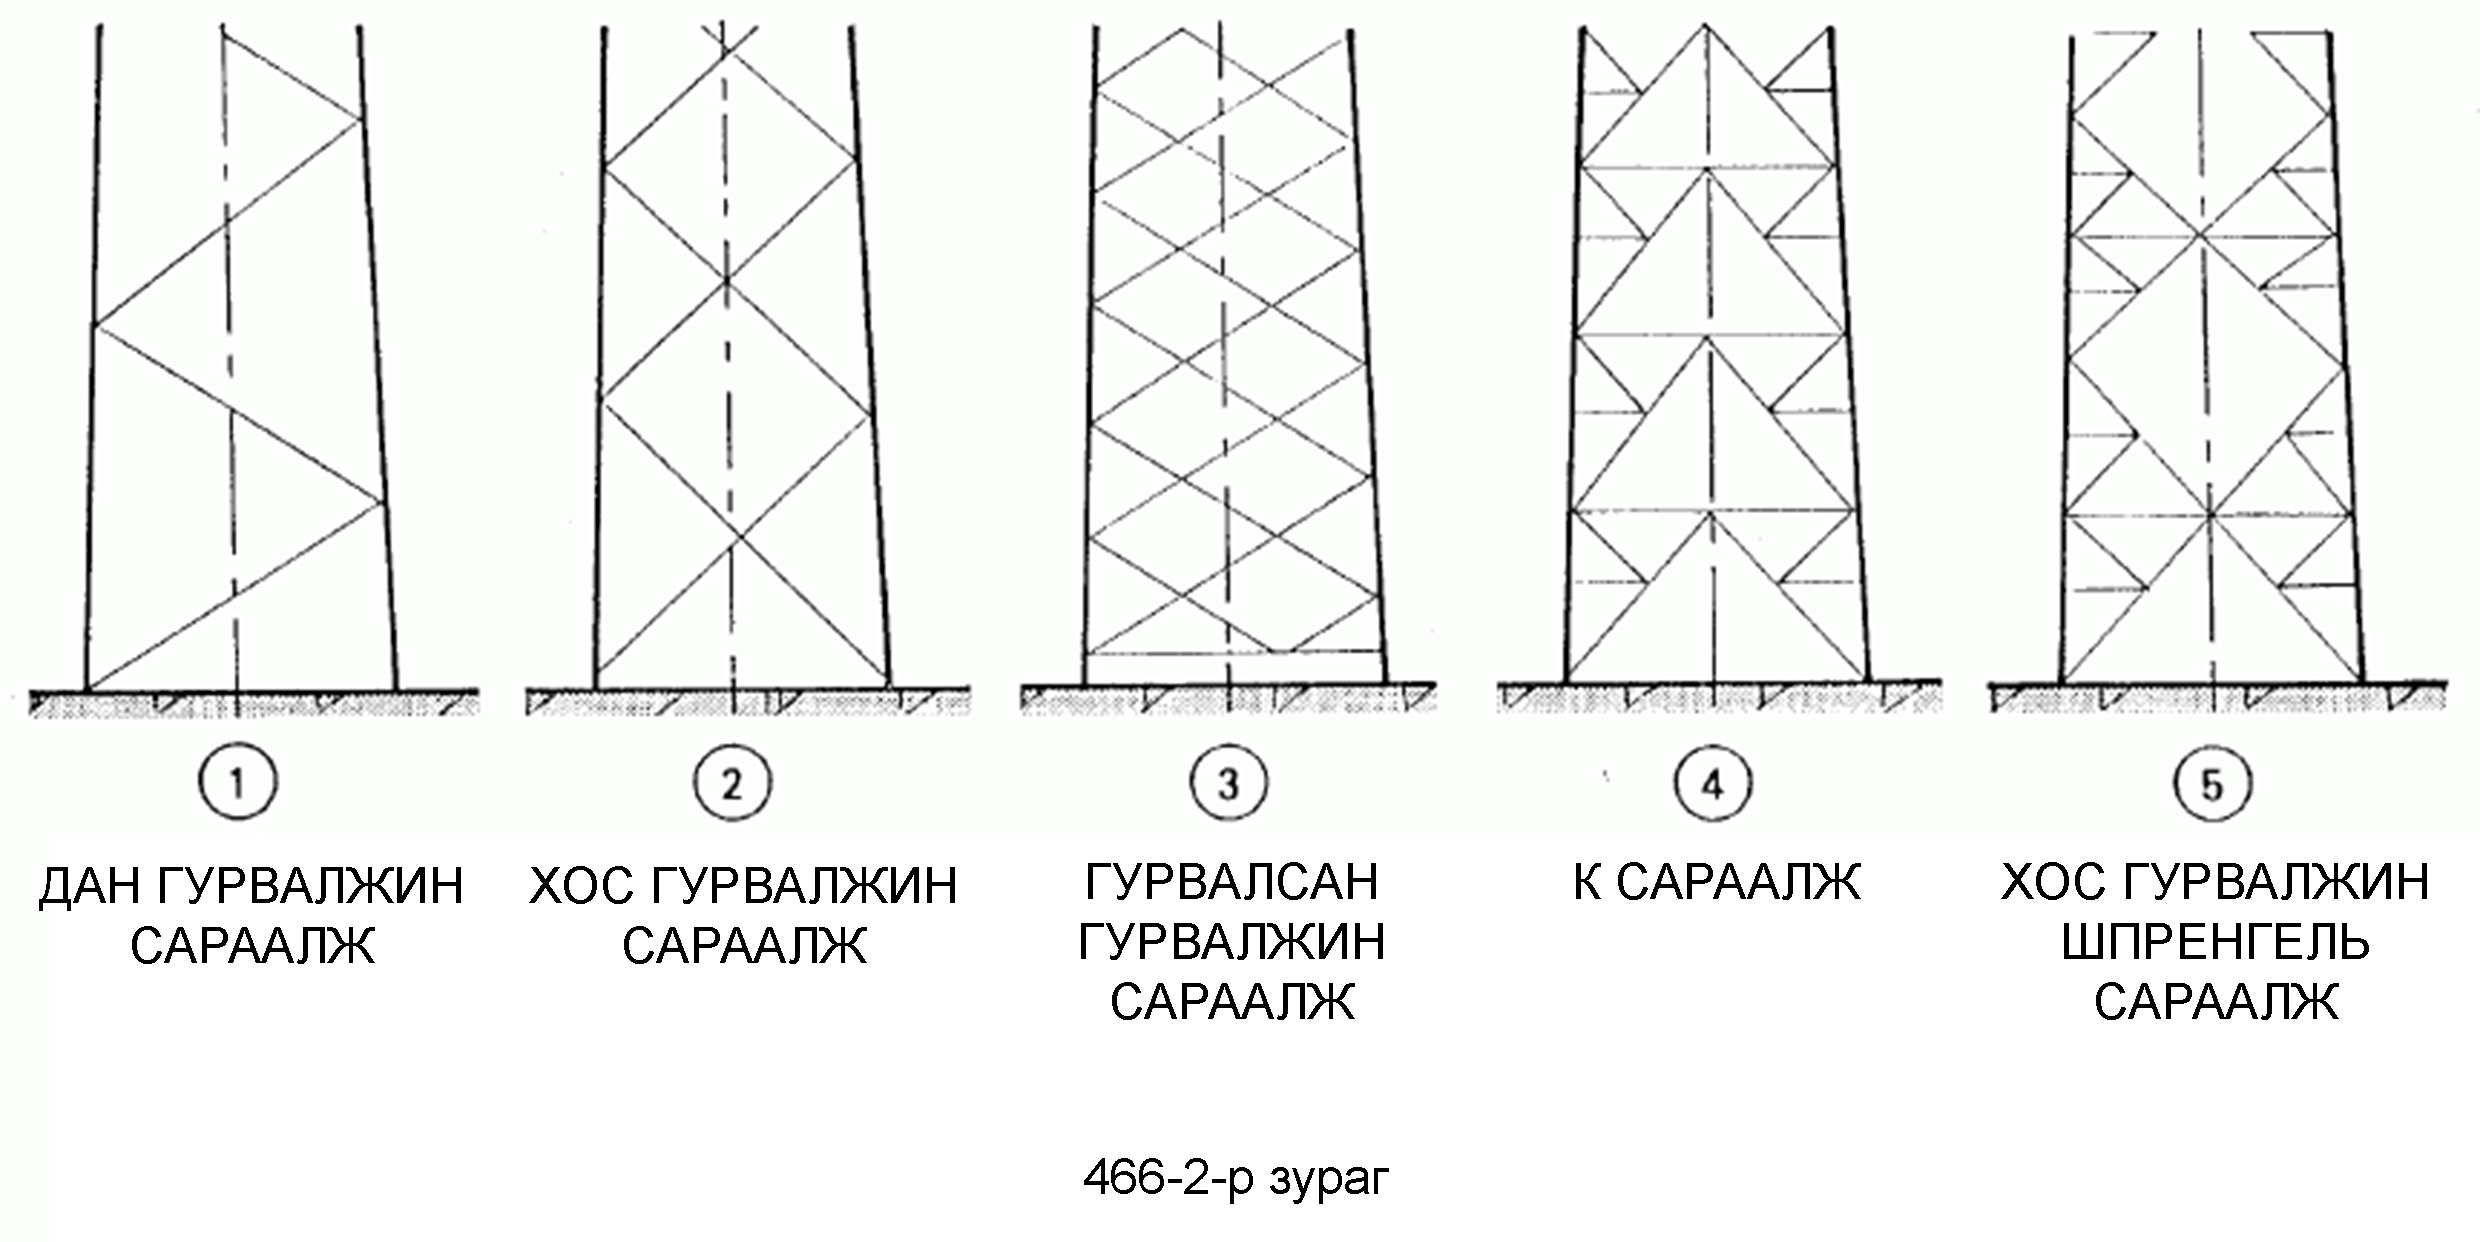 1
2
3
4
5
ДАН ГУРВАЛЖИН
САРААЛЖ
ХОС ГУРВАЛЖИН
САРААЛЖ
ГУРВАЛСАН
ГУРВАЛЖИН
САРААЛЖ
К САРААЛЖ
ХОС ГУРВАЛЖИН
ШПРЕНГЕЛЬ
САРААЛЖ
466-2-р зураг